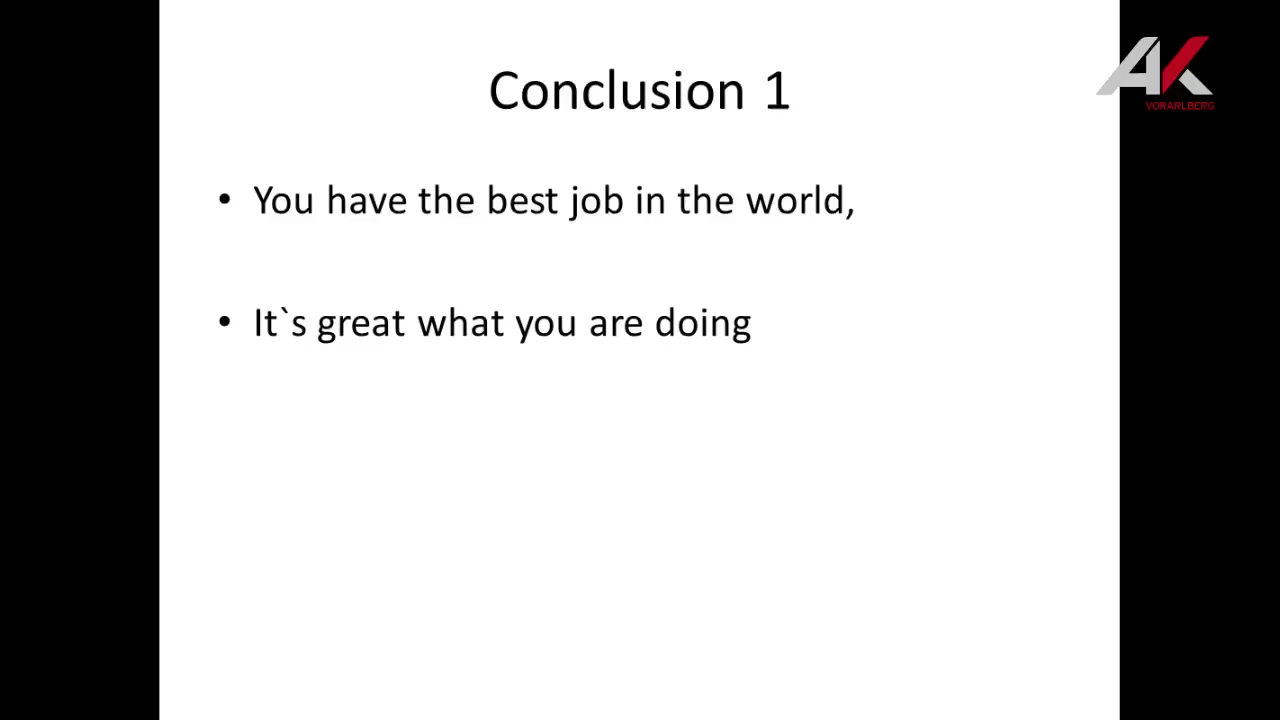 Conclusion 1
AK
VORARLBERG
• You have the best job in the world,
• It`s great what you are doing